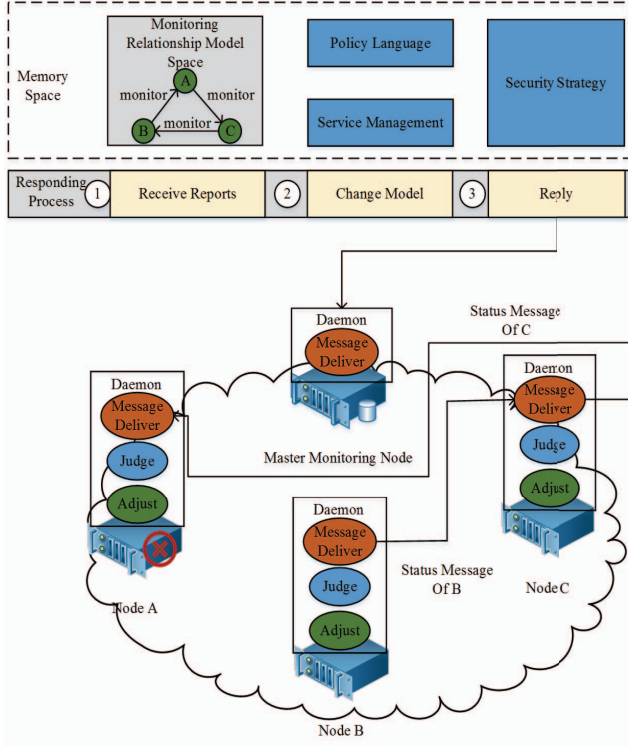 Monitoring
Relationship Model
Space
A
monitor
monitor
monitor
B
C
Memory
Space
Policy Language
Service Management
Security Strategy
Responding
Process
1
Receive Reports
2
Change Model
3
Reply
Daemon
Message
Deliver
Status Message
Of C
Daemon
Message
Deliver
Judge
Adjust
Node A
Master Monitoring Node
Daemon
Message
Deliver
Judge
Adjust
Node B
Status Message
Of B
Daemon
Message
Deliver
Judge
Adjust
Node C